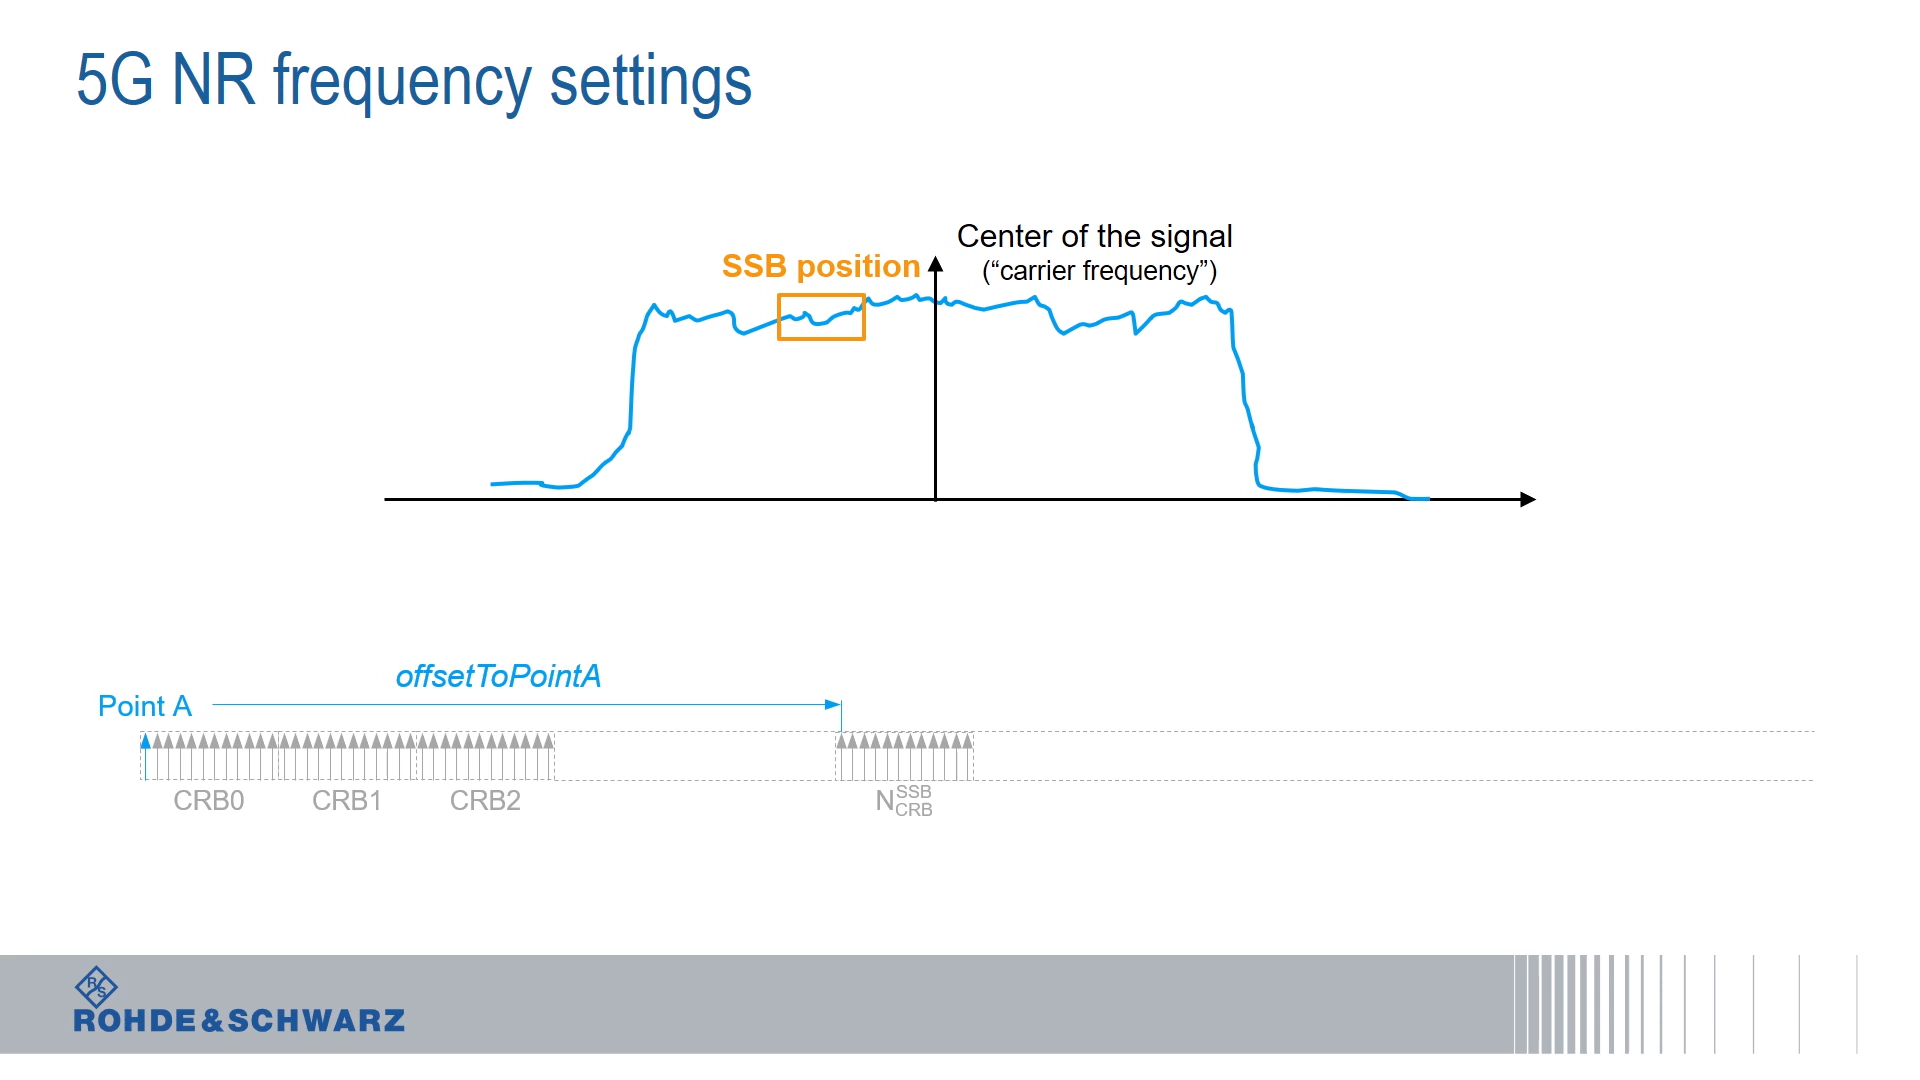 5G NR frequency settings
Center of the signal
SSB position
(“carrier frequency”)
offsetToPointA
Point A
CRB0
CRB1
CRB2
N SSB CRB
RS
ROHDE&SCHWARZ